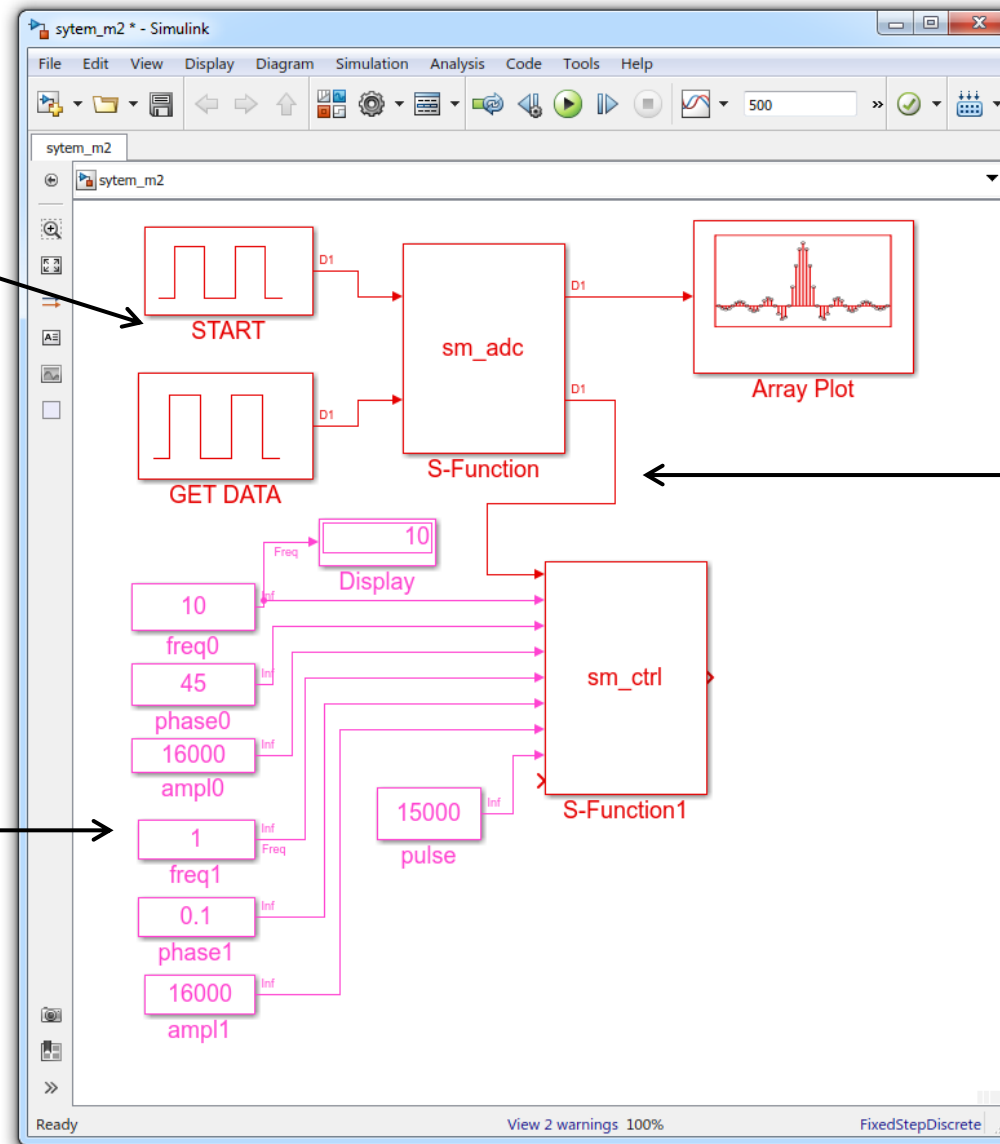 sytem_m2 * - Simulink
File Edit View Display Diagram Simulation Analysis Code Tools Help
500 »
sytem_m2
sytem_m2
D1
START
sm_adc
D1
Array Plot
D1
GET DATA
D1
S-Function
10
Freq
Display
10
Inf
freq0
45
Inf
phase0
16000
Inf
ampl0
sm_ctrl
15000
Inf
pulse
S-Function1
1
Inf
Freq
freq1
0.1
Inf
phase1
16000
Inf
ampl1
Ready View 2 warnings 100% FixedStepDiscrete